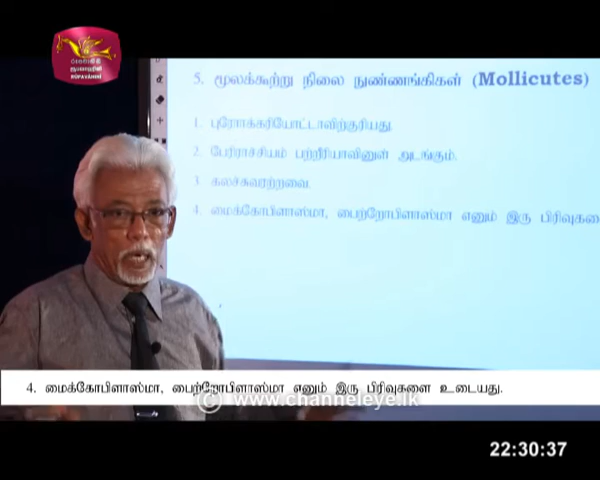 5. மூலக்கூற்று நிலை நுண்ணங்கிகள் (Mollicutes)
1. புரோக்கரியோட்டாவிற்குரியது.
2. பேரிராச்சியம் பற்றீரியாவினுள் அடங்கும்.
3. கலச்சுவரற்றவை.
4. மைக்கோபிளாஸ்மா, பைற்றோபிளாஸ்மா எனும் இரு பிரிவுகளை
4. மைக்கோபிளாஸ்மா, பைற்றோபிளாஸ்மா எனும் இரு பிரிவுகளை உடையது.
© www.channeleye.lk
22:30:37